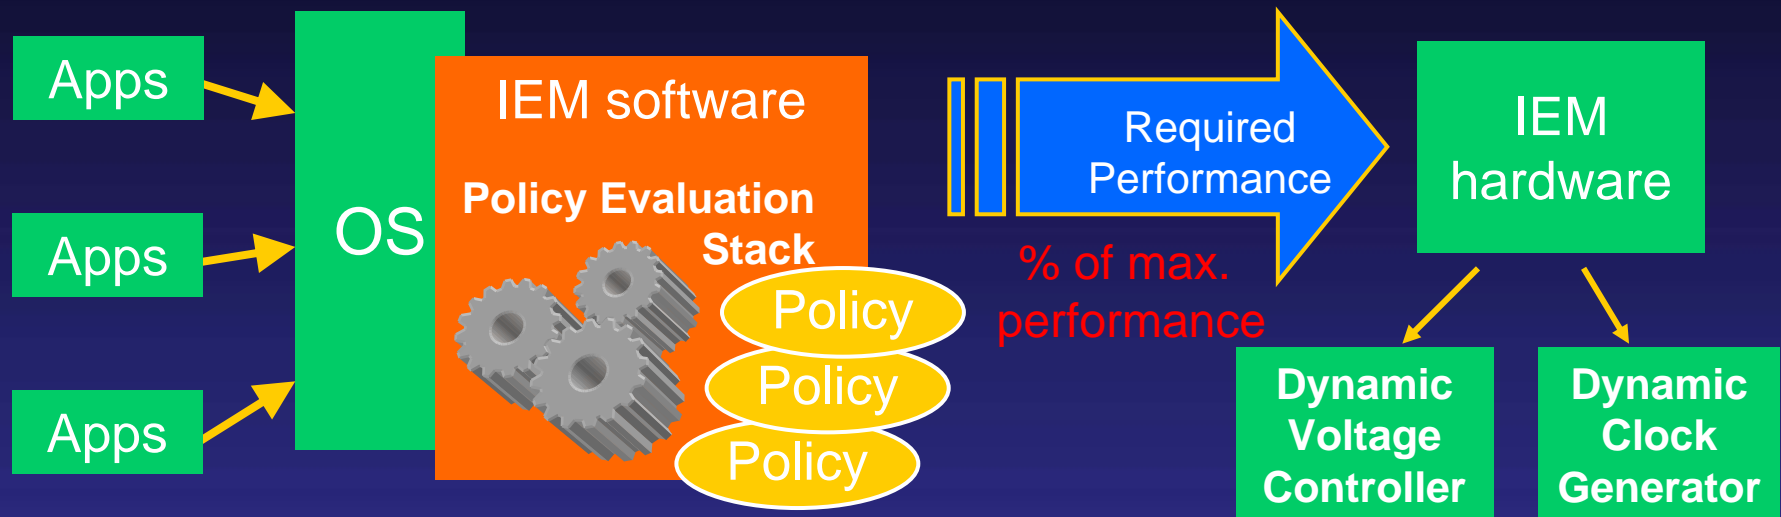 Apps
Apps
Apps
OS
IEM software
Policy Evaluation
Stack
Policy
Policy
Policy
Required
Performance
% of max.
performance
IEM
hardware
Dynamic
Voltage
Controller
Dynamic
Clock
Generator